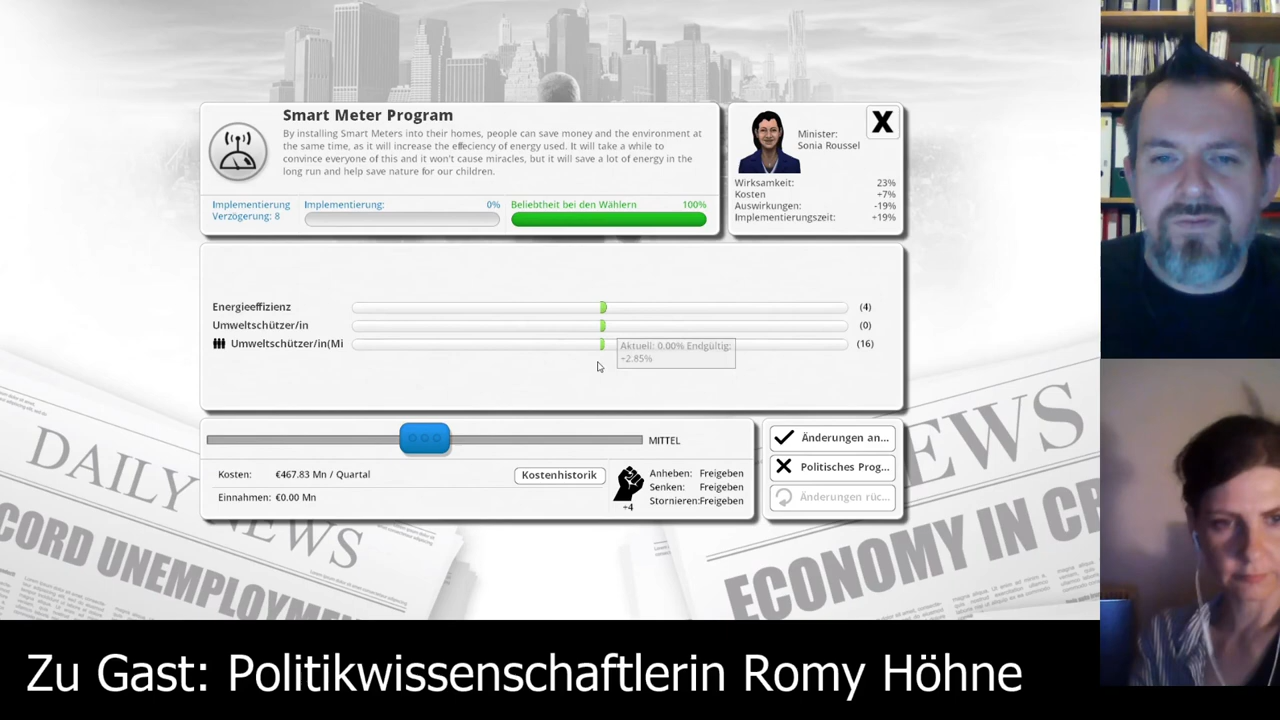 Smart Meter Program
By installing Smart Meters into their homes, people can save money and the environment at
the same time, as it will increase the effeciency of energy used. It will take a while to
convince everyone of this and it won't cause miracles, but it will save a lot of energy in the
long run and help save nature for our children.
Implementierung
Verzögerung: 8
Implementierung: 0%
Beliebtheit bei den Wählern 100%
X
Minister:
Sonia Roussel
Wirksamkeit: 23%
Kosten +7%
Auswirkungen: -19%
Implementierungszeit: +19%
Energieeffizienz (4)
Umweltschützer/in (0)
Umweltschützer/in(Mi (16)
Aktuell: 0.00% Endgültig:
+2.85%
MITTEL
Kosten: €467.83 Mn / Quartal
Kostenhistorik
Einnahmen: €0.00 Mn
+4
Anheben: Freigeben
Senken: Freigeben
Stornieren:Freigeben
Änderungen an...
Politisches Prog...
Änderungen rüc...
DAILY NEWS
CORD UNEMPLOYME
NEWS
ECONOMY IN CR
Zu Gast: Politikwissenschaftlerin Romy Höhne